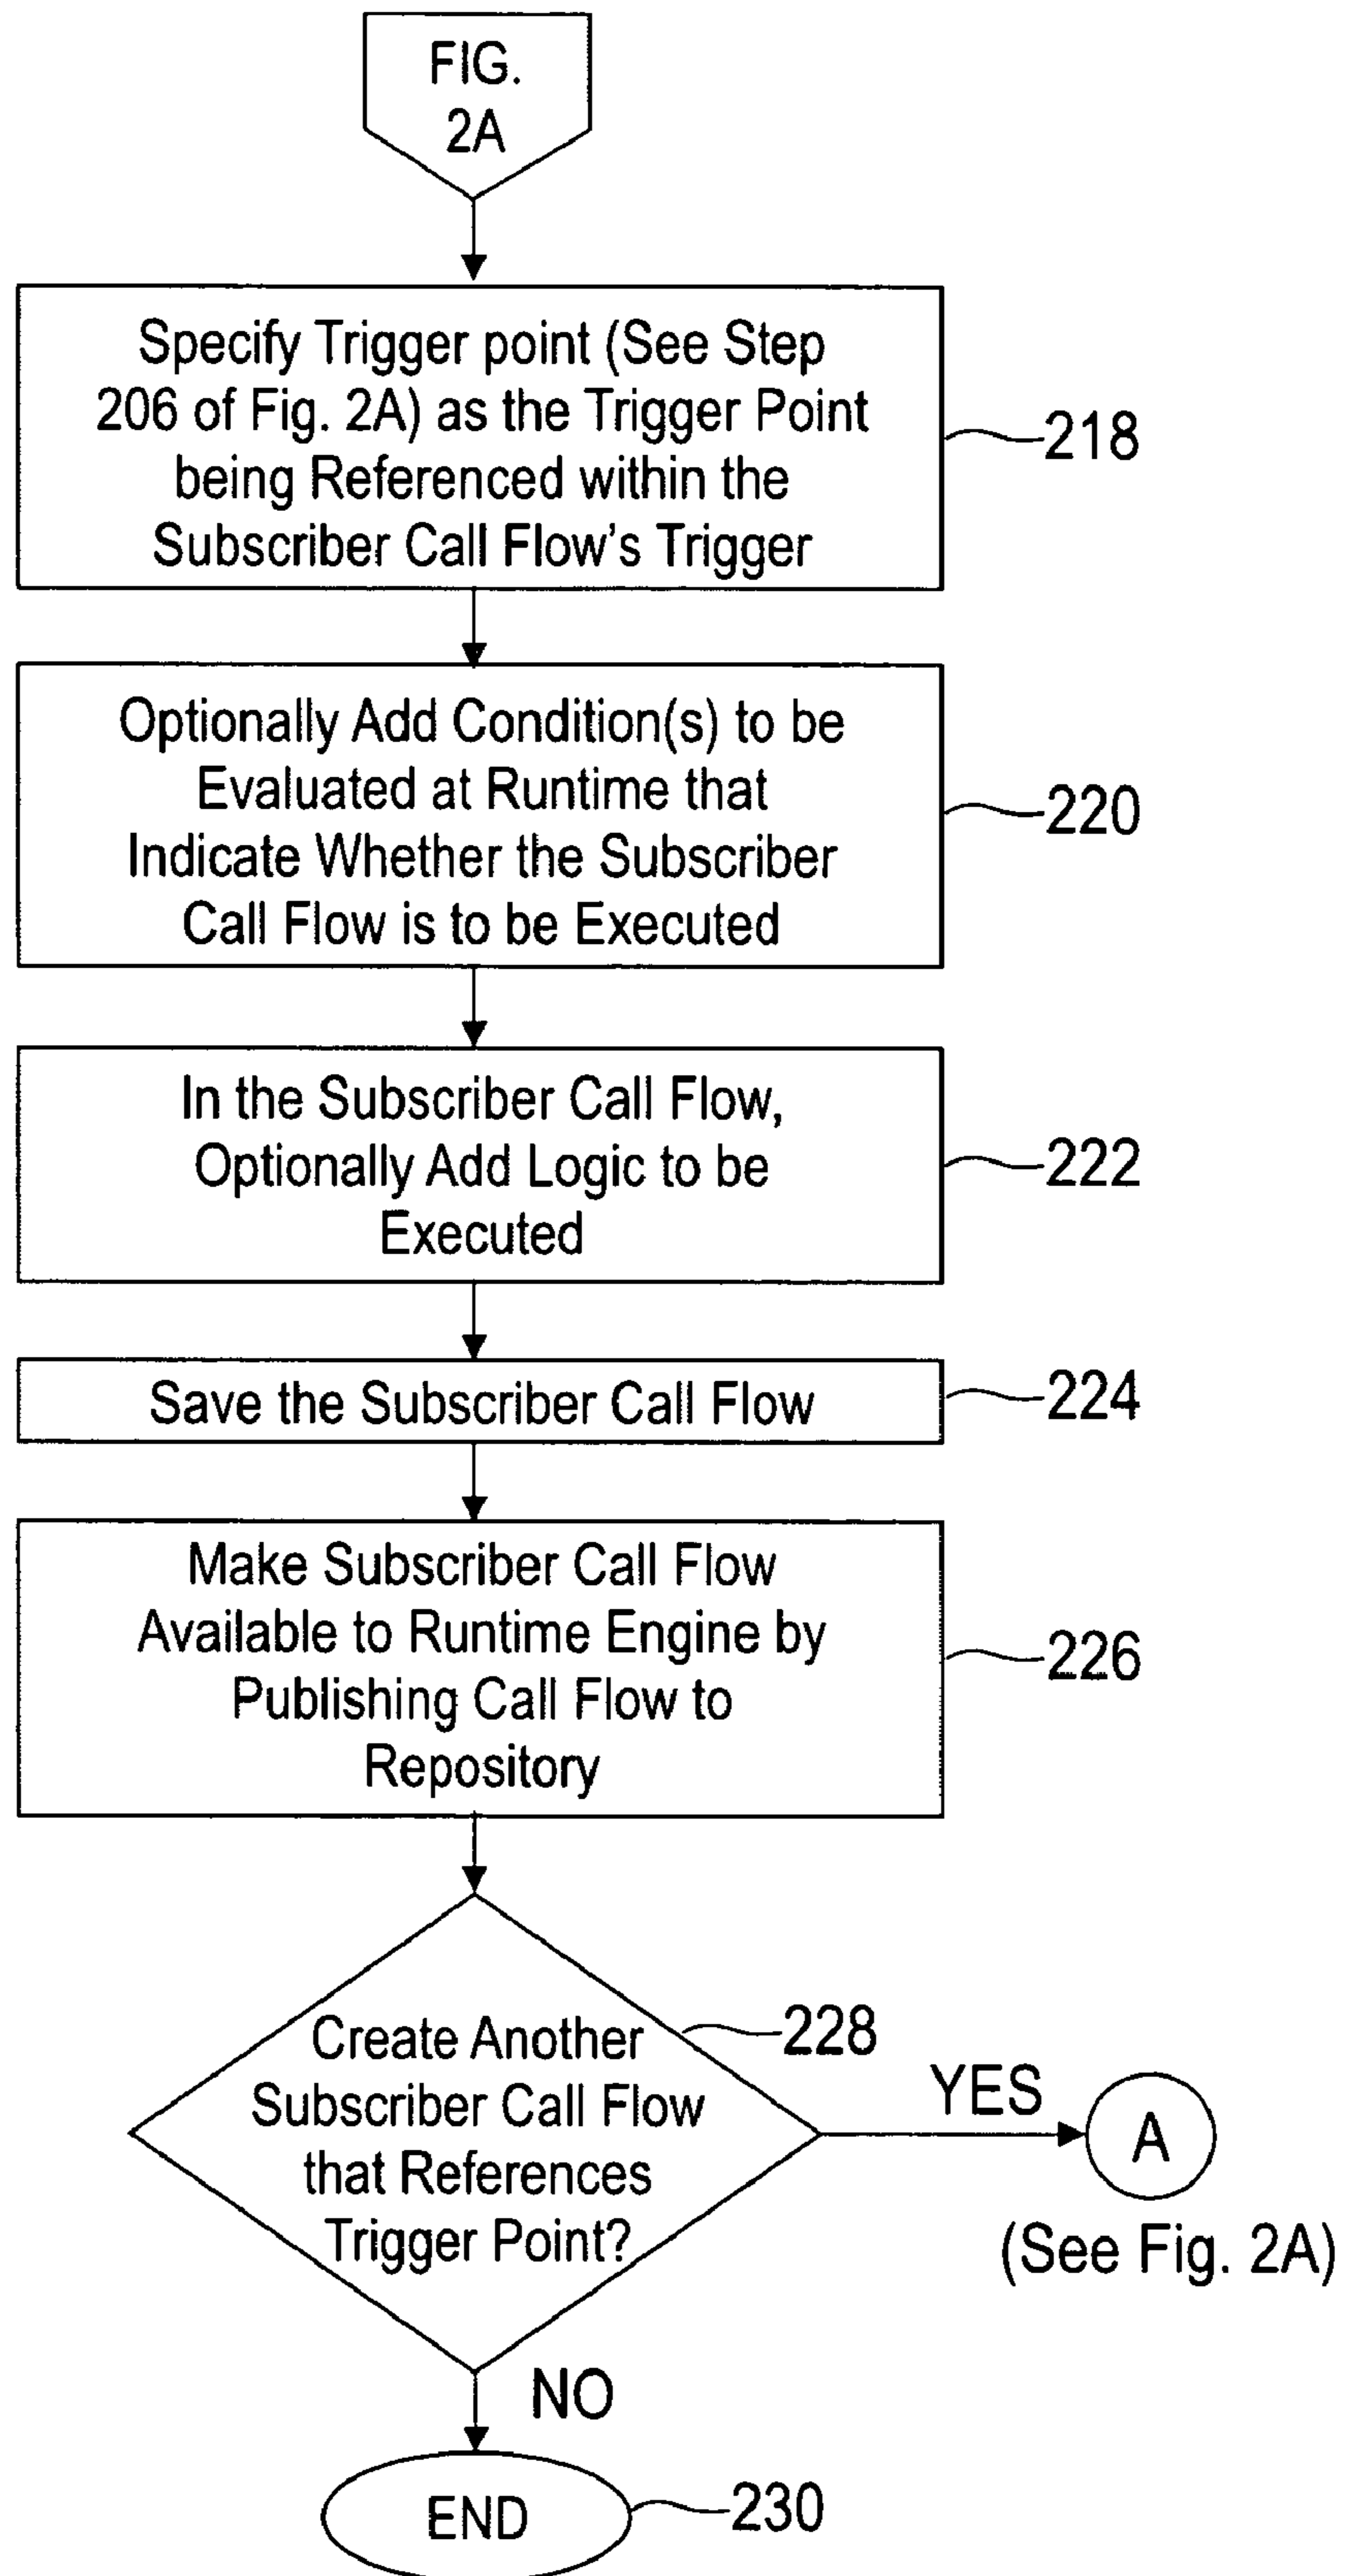 FIG.
2A
Specify Trigger point (See Step
206 of Fig. 2A) as the Trigger Point
being Referenced within the
Subscriber Call Flow's Trigger
218
Optionally Add Condition(s) to be
Evaluated at Runtime that
Indicate Whether the Subscriber
Call Flow is to be Executed
220
In the Subscriber Call Flow,
Optionally Add Logic to be
Executed
222
Save the Subscriber Call Flow
224
Make Subscriber Call Flow
Available to Runtime Engine by
Publishing Call Flow to
Repository
226
Create Another
Subscriber Call Flow
that References
Trigger Point?
228
YES
A
(See Fig. 2A)
NO
END
230